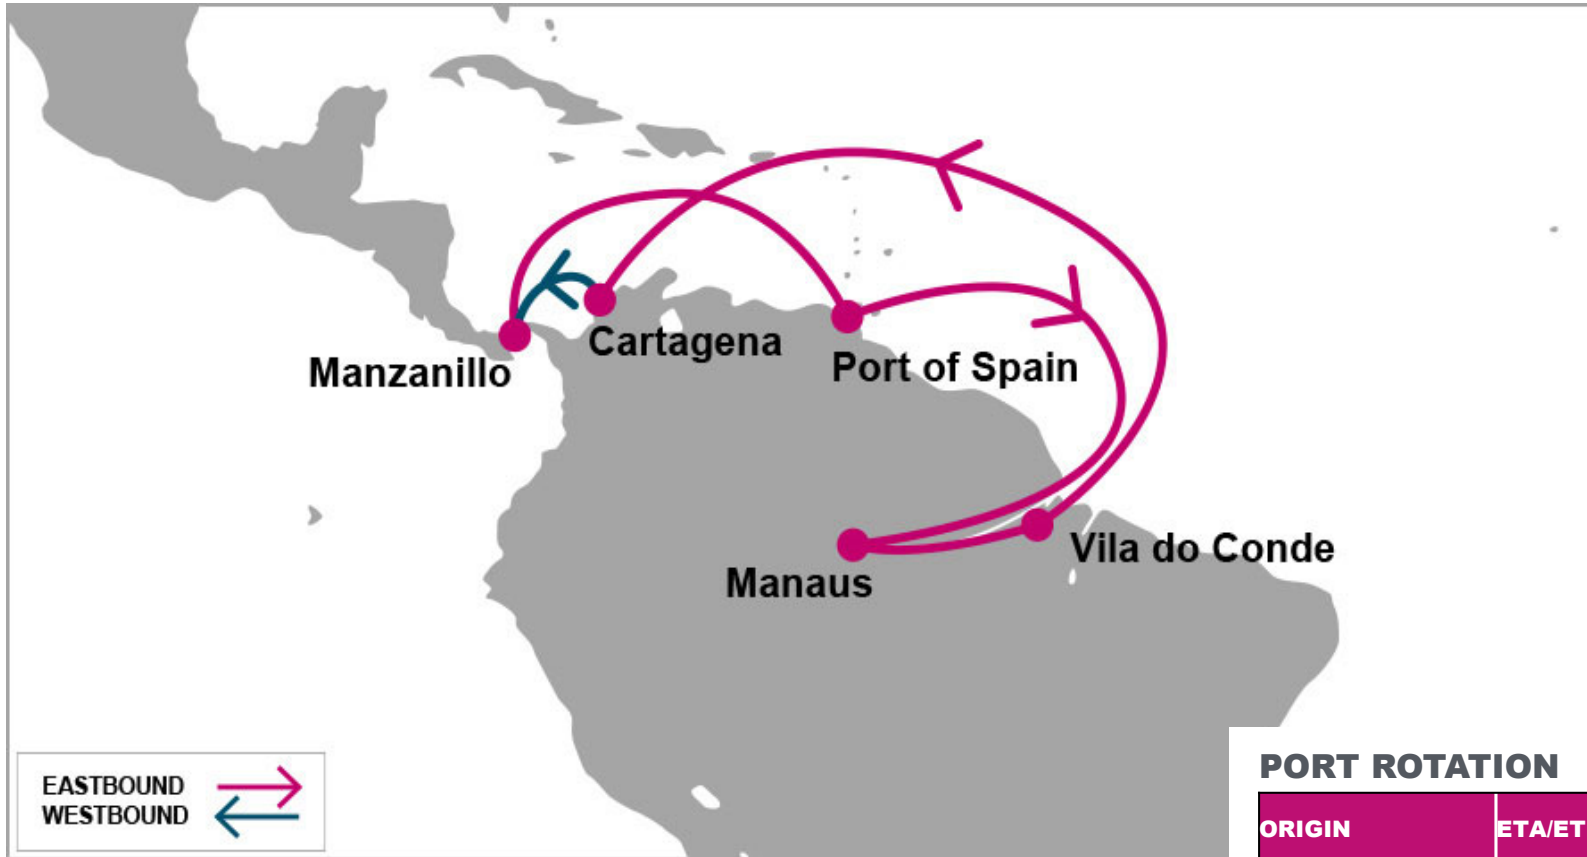 Cartagena
Manzanillo
Port of Spain
Vila do Conde
Manaus
EASTBOUND
WESTBOUND
PORT ROTATION
ORIGIN
ETA/ET